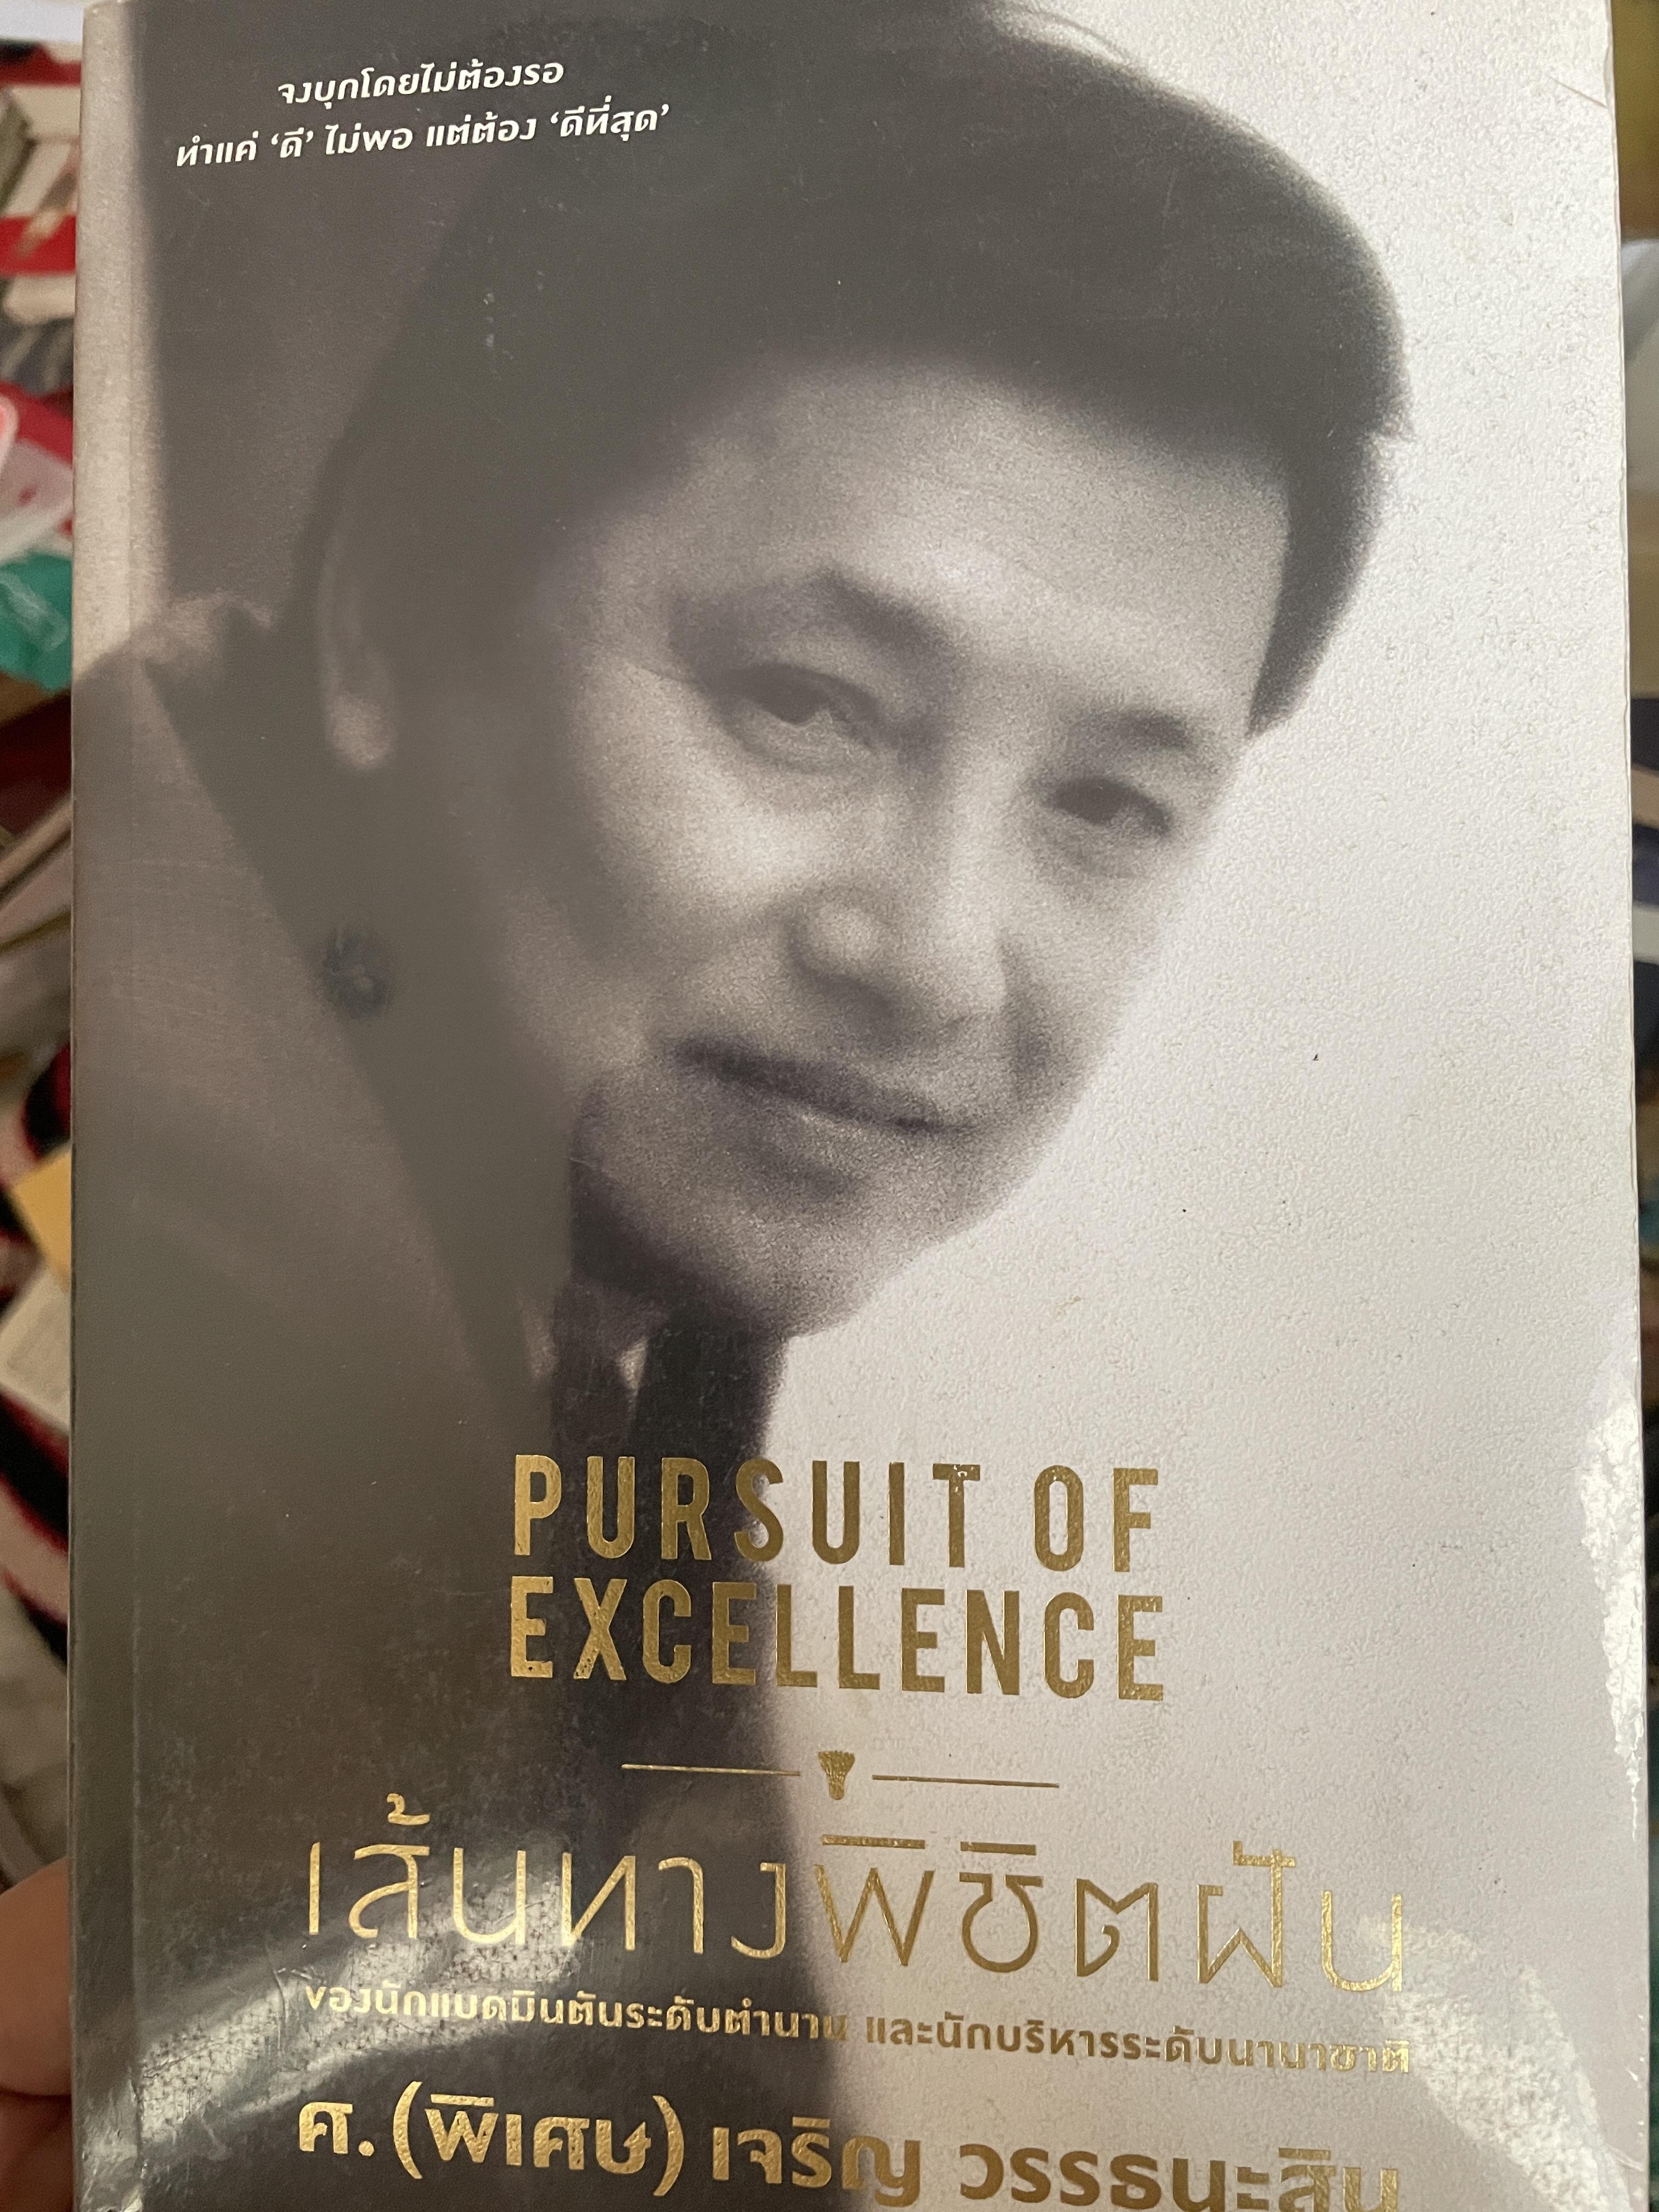 จงบุกโดยไม่ต้องรอ
ทำแค่ ‘ดี’ ไม่พอ แต่ต้อง ‘ดีที่สุด’
PURSUIT OF
EXCELLENCE
เส้นทางพิชิตฝัน
ของนักแบดมินตันระดับตำนาน และนักบริหารระดับนานาชาติ
ศ.(พิเศษ) เจริญ วรรธนะสิน